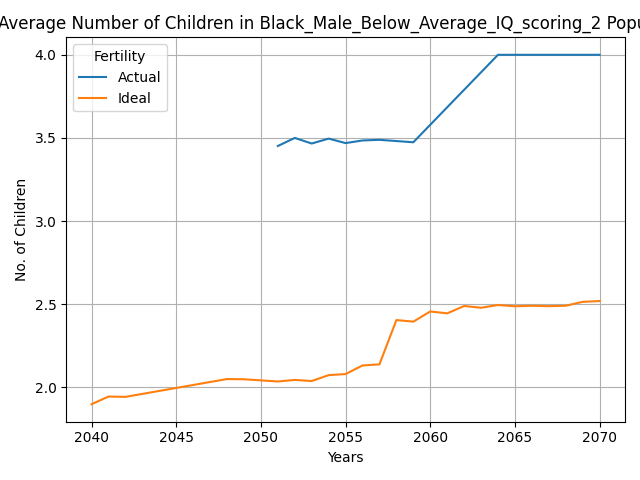 Average Number of Children in Black_Male_Below_Average_IQ_scoring_2 Popu
Fertility
Actual
Ideal
4.0
3.5
3.0
2.5
2.0
No. of Children
2040 2045 2050 2055 2060 2065 2070
Years